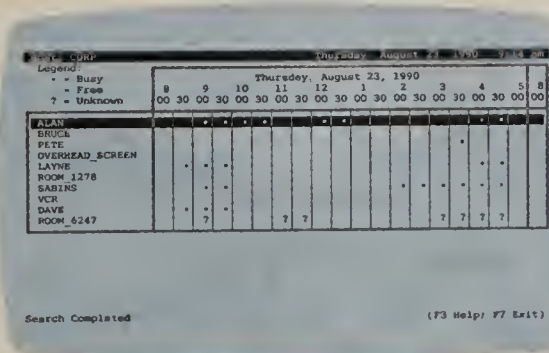 CORP Thursday August 1990
Legend:
- Busy
- Free
? = Unknown
Thursday, August 23, 1990
8 9 10 11 12 1 2 3 4 5 8
00 30 00 30 00 30 00 30 00 30 00 30 00 30 00 30 00 30 00 00
ALAN
BRUCE
PETE
OVERHEAD_SCREEN
LAYNE
ROOM_1278
SABINS
VCR
DAVE
ROOM_6247 ? ? ? ? ? ? ?
Search Completed (F3 Help; F7 Exit)